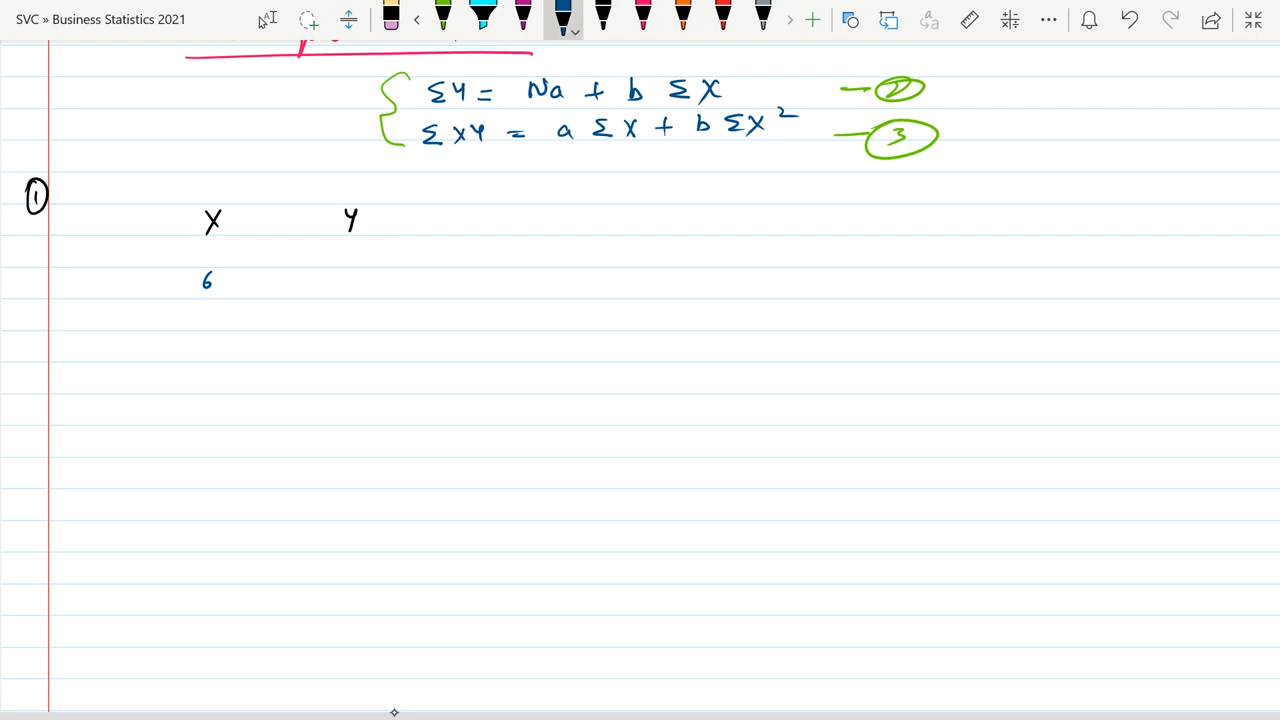 SVC » Business Statistics 2021
ΣY = Na + b ΣX — 2
ΣXY = a ΣX + b ΣX² — 3
1
X Y
6